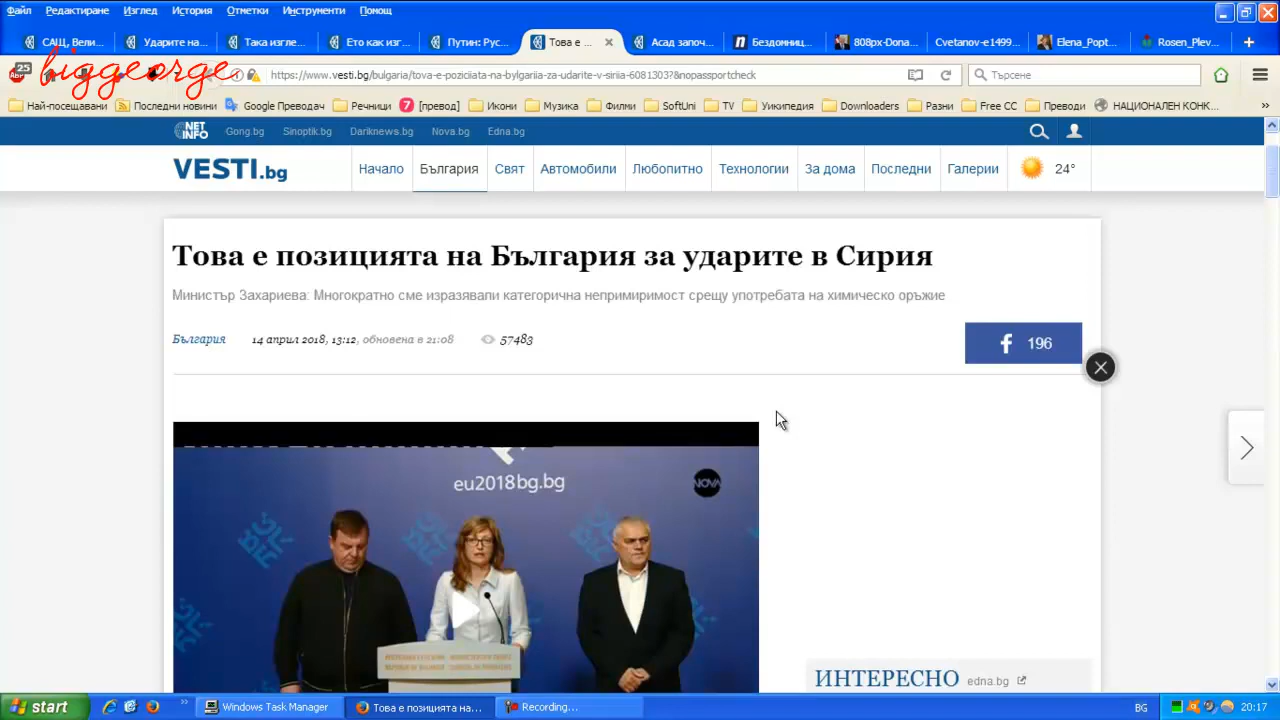 Файл Редактиране Изглед История Отметки Инструменти Помощ
САЩ, Вели... Ударите на... Така изгле... Ето как изг... Путин: Рус... Това е ... Асад започ... Бездомниц... 808px-Dona... Cvetanov-e1499... Elena_Popt... Rosen_Plev...
biggeorge
25
ABP
https://www.vesti.bg/bulgaria/tova-e-poziciiata-na-bylgariia-za-udarite-v-siriia-6081303?&nopassportcheck
Търсене
Най-посещавани Последни новини Google Преводач Речници [превод] Икони Музика Филми SoftUni TV Уикипедия Downloaders Разни Free CC Преводи НАЦИОНАЛЕН КОНК...
NET INFO Gong.bg Sinoptik.bg Dariknews.bg Nova.bg Edna.bg
VESTI.bg Начало България Свят Автомобили Любопитно Технологии За дома Последни Галерии 24°
Това е позицията на България за ударите в Сирия
Министър Захариева: Многократно сме изразявали категорична непримиримост срещу употребата на химическо оръжие
България 14 април 2018, 13:12, обновена в 21:08 57483
f 196
eu2018bg.bg
NOVA
ИНТЕРЕСНО edna.bg
start Windows Task Manager Това е позицията на... Recording... BG 20:17